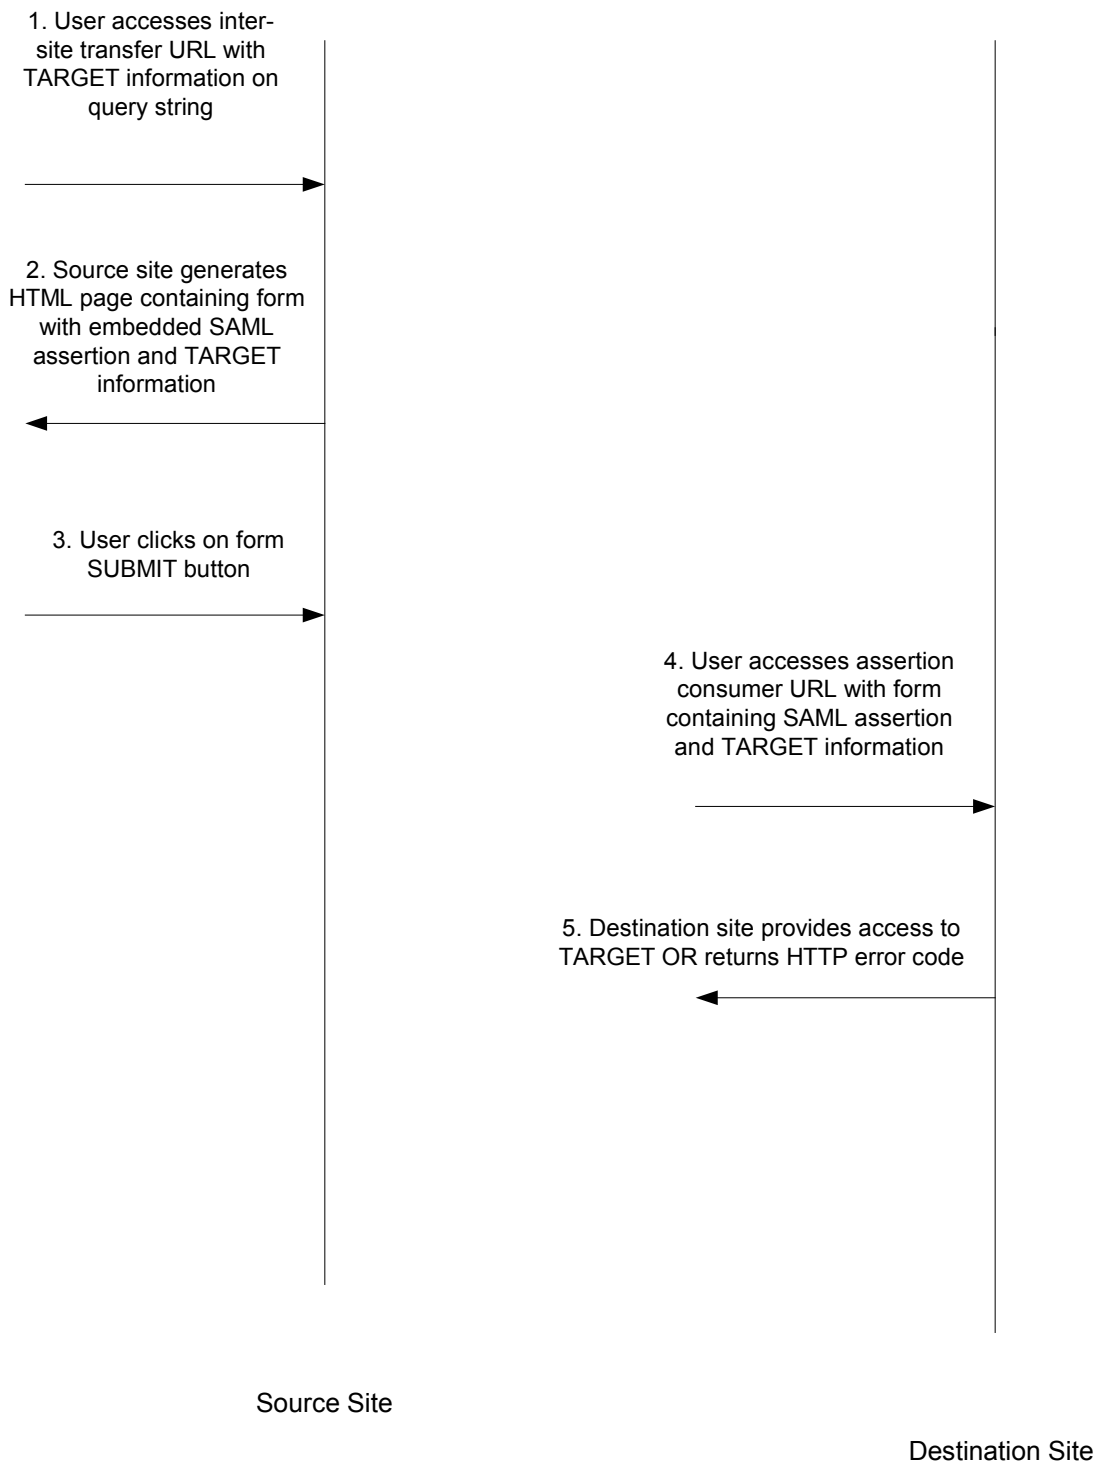 1. User accesses inter-
site transfer URL with
TARGET information on
query string
2. Source site generates
HTML page containing form
with embedded SAML
assertion and TARGET
information
3. User clicks on form
SUBMIT button
4. User accesses assertion
consumer URL with form
containing SAML assertion
and TARGET information
5. Destination site provides access to
TARGET OR returns HTTP error code
Source Site
Destination Site